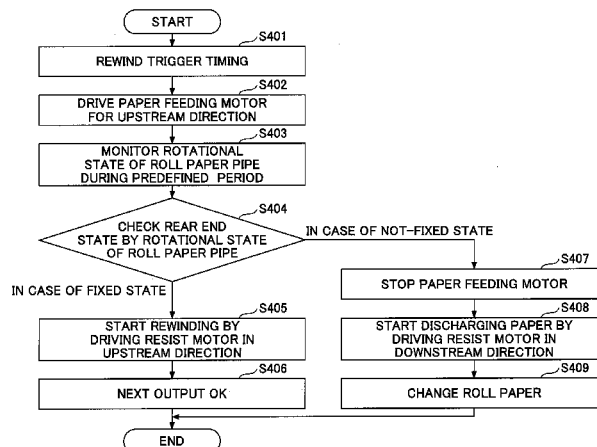 START
S401
REWIND TRIGGER TIMING
S402
DRIVE PAPER FEEDING MOTOR
FOR UPSTREAM DIRECTION
S403
MONITOR ROTATIONAL
STATE OF ROLL PAPER PIPE
DURING PREDEFINED PERIOD
S404
CHECK REAR END
STATE BY ROTATIONAL STATE
OF ROLL PAPER PIPE
IN CASE OF NOT-FIXED STATE
IN CASE OF FIXED STATE
S405
START REWINDING BY
DRIVING RESIST MOTOR IN
UPSTREAM DIRECTION
S406
NEXT OUTPUT OK
S407
STOP PAPER FEEDING MOTOR
S408
START DISCHARGING PAPER BY
DRIVING RESIST MOTOR IN
DOWNSTREAM DIRECTION
S409
CHANGE ROLL PAPER
END